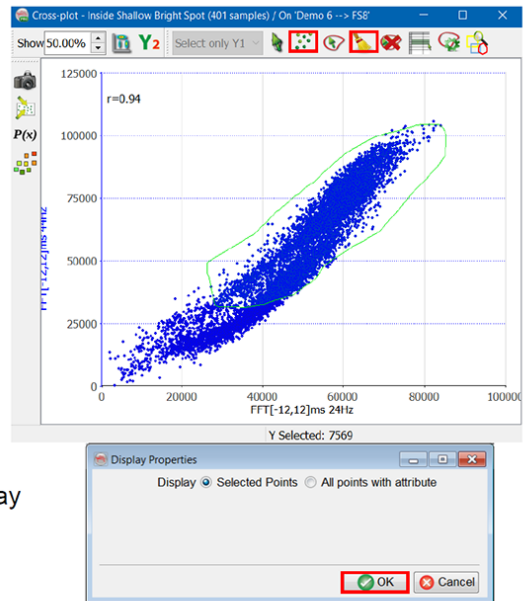 Cross-plot - Inside Shallow Bright Spot (401 samples) / On 'Demo 6 --> FS8'
Show 50.00% Y2 Select only Y1
125000
r=0.94
P(x)
100000
75000
50000
25000
0
0 20000 40000 60000 80000 100000
FFT[-12,12]ms 24Hz
Y Selected: 7569
Display Properties
Display Selected Points All points with attribute
ay
OK Cancel